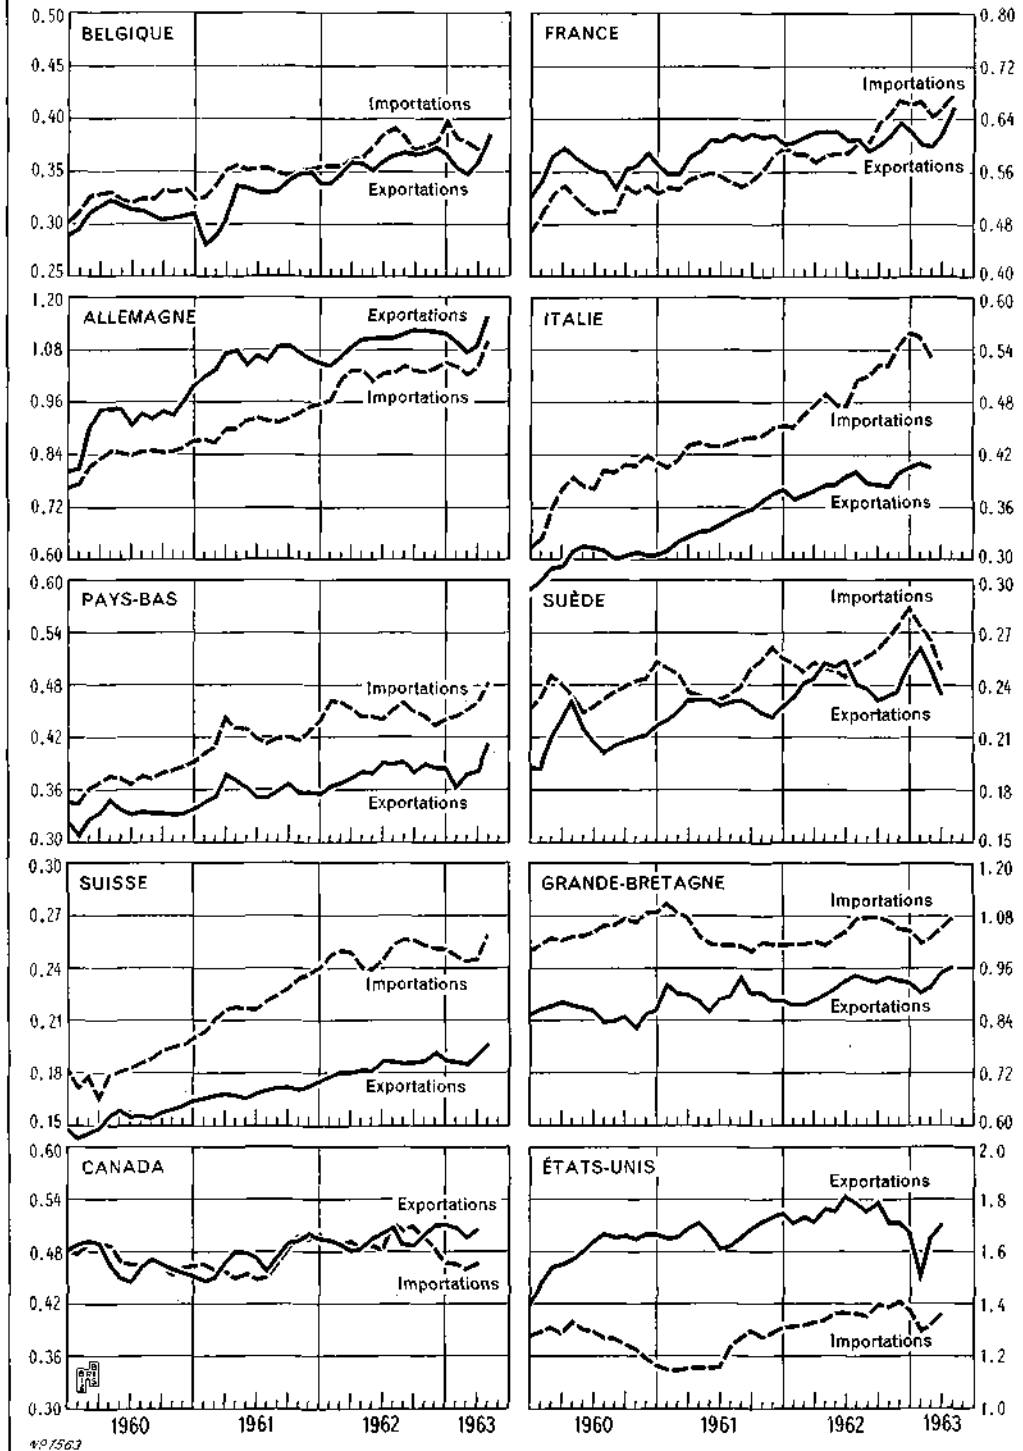 0.50
0.45
0.40
0.35
0.30
0.25
BELGIQUE
Importations
Exportations
FRANCE
Importations
Exportations
0.80
0.72
0.64
0.56
0.48
0.40
1.20
1.08
0.96
0.84
0.72
0.60
ALLEMAGNE
Exportations
Importations
ITALIE
Importations
Exportations
0.60
0.54
0.48
0.42
0.36
0.30
0.60
0.54
0.48
0.42
0.36
0.30
PAYS-BAS
Importations
Exportations
SUÈDE
Importations
Exportations
0.30
0.27
0.24
0.21
0.18
0.15
0.30
0.27
0.24
0.21
0.18
0.15
SUISSE
Importations
Exportations
GRANDE-BRETAGNE
Importations
Exportations
1.20
1.08
0.96
0.84
0.72
0.60
0.60
0.54
0.48
0.42
0.36
0.30
CANADA
Exportations
Importations
ÉTATS-UNIS
Exportations
Importations
2.0
1.8
1.6
1.4
1.2
1.0
1960 1961 1962 1963
1960 1961 1962 1963
Nº 1563